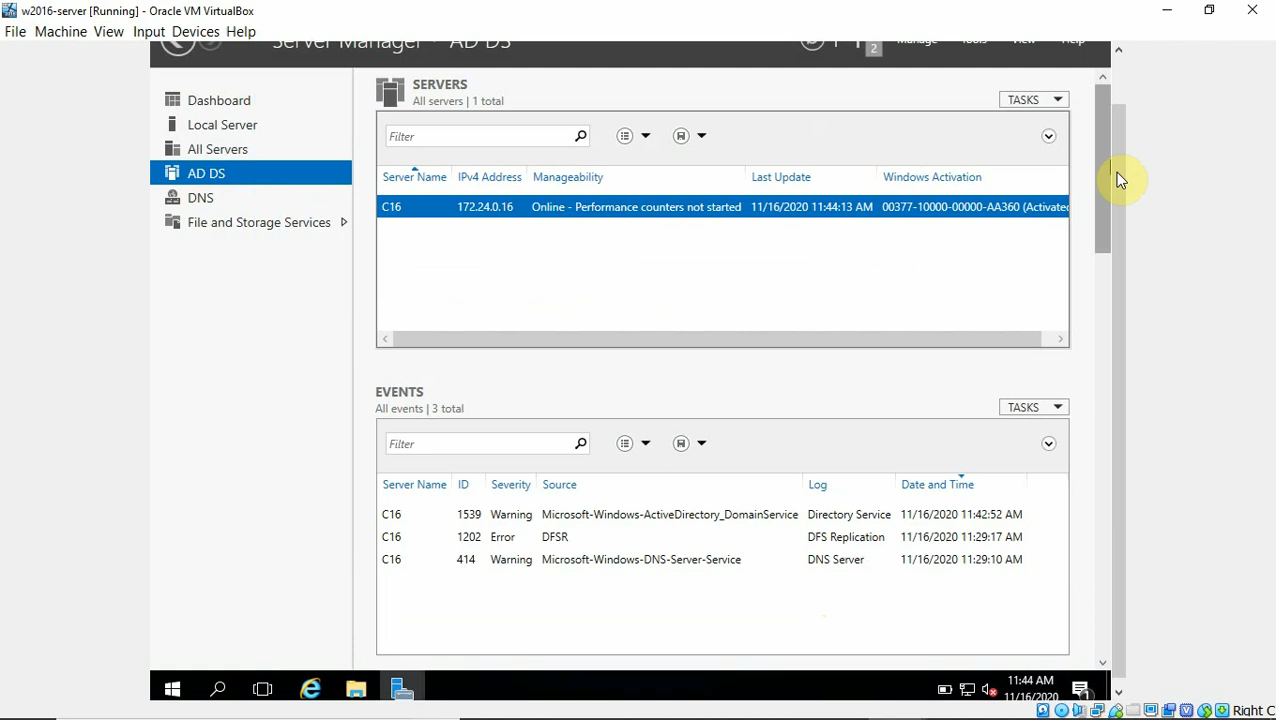 w2016-server [Running] - Oracle VM VirtualBox
File Machine View Input Devices Help
Server Manager · AD DS
2 Manage Tools View Help
Dashboard
Local Server
All Servers
AD DS
DNS
File and Storage Services
SERVERS
All servers | 1 total
TASKS
Filter
Server Name IPv4 Address Manageability Last Update Windows Activation
C16 172.24.0.16 Online - Performance counters not started 11/16/2020 11:44:13 AM 00377-10000-00000-AA360 (Activated
EVENTS
All events | 3 total
TASKS
Filter
Server Name ID Severity Source Log Date and Time
C16 1539 Warning Microsoft-Windows-ActiveDirectory_DomainService Directory Service 11/16/2020 11:42:52 AM
C16 1202 Error DFSR DFS Replication 11/16/2020 11:29:17 AM
C16 414 Warning Microsoft-Windows-DNS-Server-Service DNS Server 11/16/2020 11:29:10 AM
11:44 AM
11/16/2020
1
Right C